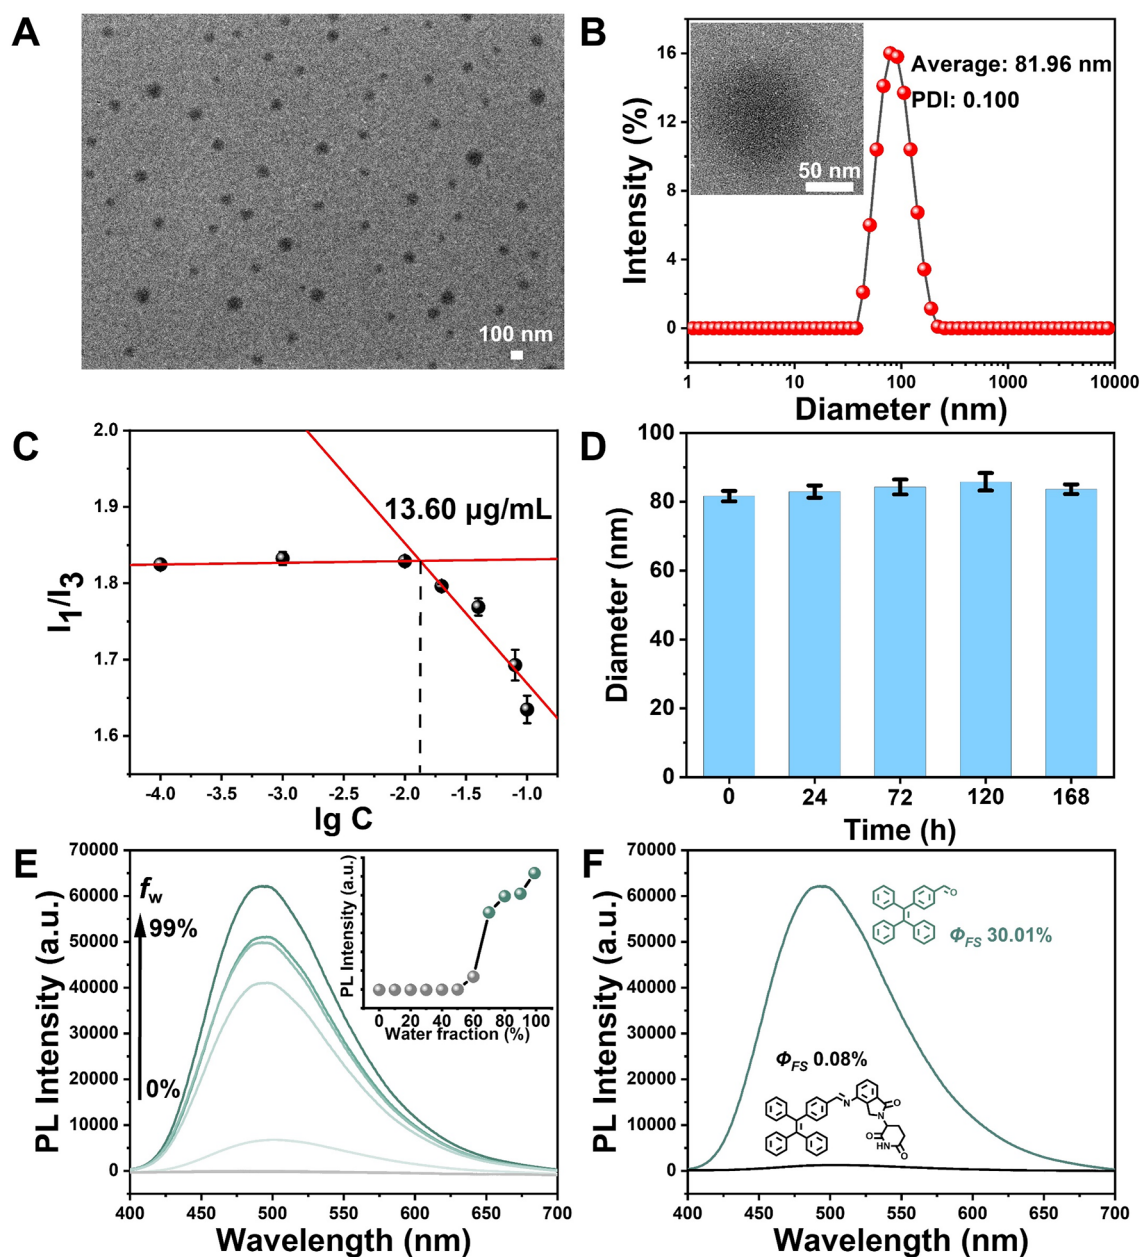 A
100 nm
B
Intensity (%)
16
12
8
4
0
50 nm
Average: 81.96 nm
PDI: 0.100
1
10
100
1000
10000
Diameter (nm)
C
I1/I3
2.0
1.9
1.8
1.7
1.6
13.60 µg/mL
-4.0
-3.5
-3.0
-2.5
-2.0
-1.5
-1.0
lg C
D
Diameter (nm)
100
80
60
40
20
0
0
24
72
120
168
Time (h)
E
PL Intensity (a.u.)
70000
60000
50000
40000
30000
20000
10000
0
fw
99%
0%
PL Intensity (a.u.)
0
20
40
60
80
100
Water fraction (%)
400
450
500
550
600
650
700
Wavelength (nm)
F
PL Intensity (a.u.)
70000
60000
50000
40000
30000
20000
10000
0
O
ΦFS 30.01%
ΦFS 0.08%
N
O
N
O
HN
O
400
450
500
550
600
650
700
Wavelength (nm)